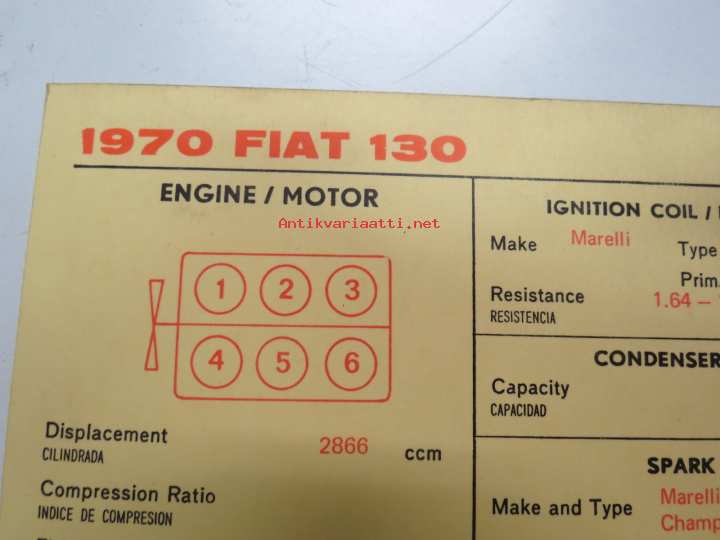 1970 FIAT 130
ENGINE / MOTOR
Antikvariaatti.net
1 2 3
4 5 6
Displacement 2866 ccm
CILINDRADA
Compression Ratio
INDICE DE COMPRESION
IGNITION COIL /
Make Marelli Type
Prim.
Resistance 1.64 –
RESISTENCIA
CONDENSER
Capacity
CAPACIDAD
SPARK
Make and Type Marelli
Champ